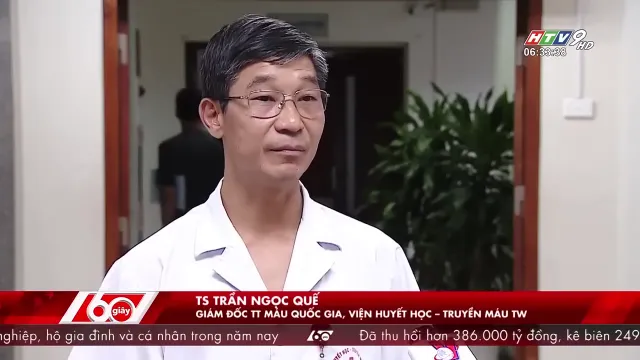 HTV9 HD
06:33:38
60 giây
TS TRẦN NGỌC QUẾ
GIÁM ĐỐC TT MÁU QUỐC GIA, VIỆN HUYẾT HỌC – TRUYỀN MÁU TW
nghiệp, hộ gia đình và cá nhân trong năm nay Đã thu hồi hơn 386.000 tỷ đồng, kê biên 249